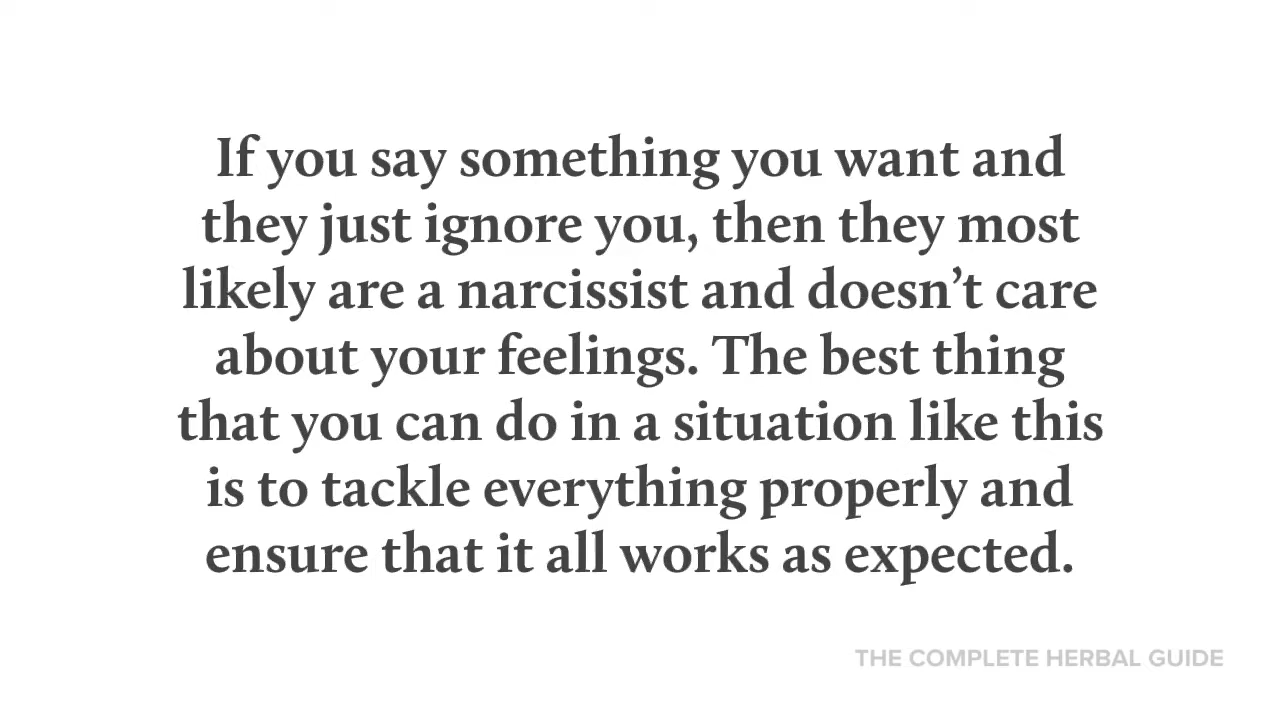 If you say something you want and
they just ignore you, then they most
likely are a narcissist and doesn’t care
about your feelings. The best thing
that you can do in a situation like this
is to tackle everything properly and
ensure that it all works as expected.
THE COMPLETE HERBAL GUIDE